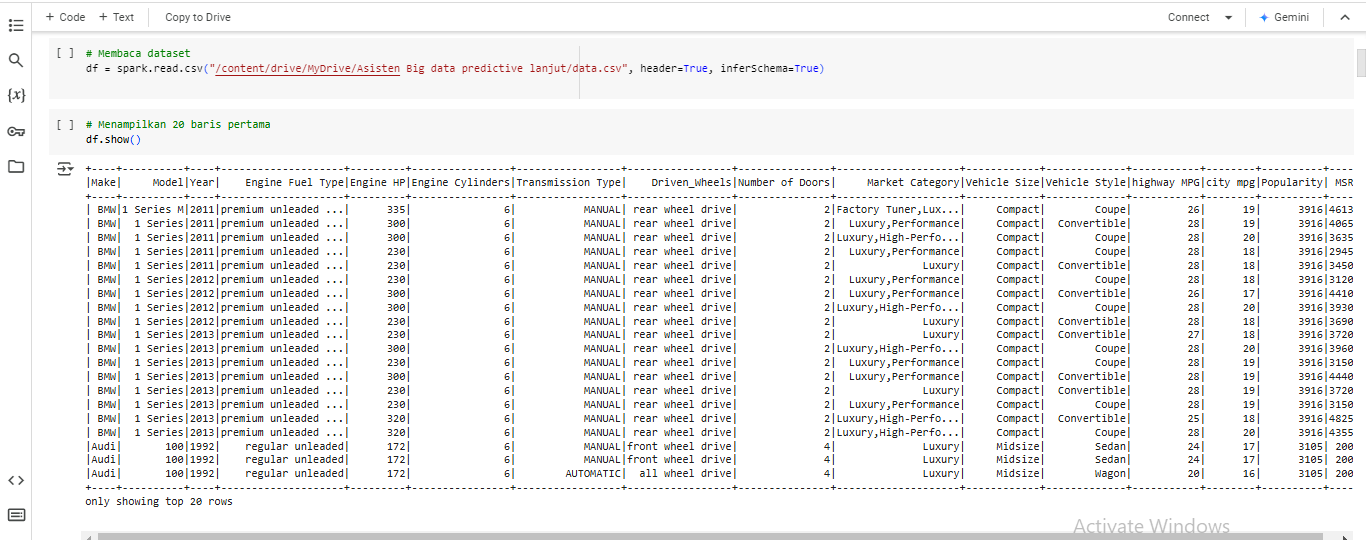 + Code + Text Copy to Drive Connect Gemini
[ ] # Membaca dataset
df = spark.read.csv("/content/drive/MyDrive/Asisten Big data predictive lanjut/data.csv", header=True, inferSchema=True)
[ ] # Menampilkan 20 baris pertama
df.show()
+----+----------+----+--------------------+---------+----------------+-----------------+-----------------+---------------+--------------------+------------+-------------+-----------+--------+----------+----
|Make|     Model|Year|    Engine Fuel Type|Engine HP|Engine Cylinders|Transmission Type|    Driven_Wheels|Number of Doors|     Market Category|Vehicle Size|Vehicle Style|highway MPG|city mpg|Popularity| MSR
+----+----------+----+--------------------+---------+----------------+-----------------+-----------------+---------------+--------------------+------------+-------------+-----------+--------+----------+----
| BMW|1 Series M|2011|premium unleaded ...|      335|               6|           MANUAL| rear wheel drive|              2|Factory Tuner,Lux...|     Compact|        Coupe|         26|      19|      3916|4613
| BMW|  1 Series|2011|premium unleaded ...|      300|               6|           MANUAL| rear wheel drive|              2|  Luxury,Performance|     Compact|  Convertible|         28|      19|      3916|4065
| BMW|  1 Series|2011|premium unleaded ...|      300|               6|           MANUAL| rear wheel drive|              2|Luxury,High-Perfo...|     Compact|        Coupe|         28|      20|      3916|3635
| BMW|  1 Series|2011|premium unleaded ...|      230|               6|           MANUAL| rear wheel drive|              2|  Luxury,Performance|     Compact|        Coupe|         28|      18|      3916|2945
| BMW|  1 Series|2011|premium unleaded ...|      230|               6|           MANUAL| rear wheel drive|              2|              Luxury|     Compact|  Convertible|         28|      18|      3916|3450
| BMW|  1 Series|2012|premium unleaded ...|      230|               6|           MANUAL| rear wheel drive|              2|  Luxury,Performance|     Compact|        Coupe|         28|      18|      3916|3120
| BMW|  1 Series|2012|premium unleaded ...|      300|               6|           MANUAL| rear wheel drive|              2|  Luxury,Performance|     Compact|  Convertible|         26|      17|      3916|4410
| BMW|  1 Series|2012|premium unleaded ...|      300|               6|           MANUAL| rear wheel drive|              2|Luxury,High-Perfo...|     Compact|        Coupe|         28|      20|      3916|3930
| BMW|  1 Series|2012|premium unleaded ...|      230|               6|           MANUAL| rear wheel drive|              2|              Luxury|     Compact|  Convertible|         28|      18|      3916|3690
| BMW|  1 Series|2013|premium unleaded ...|      230|               6|           MANUAL| rear wheel drive|              2|              Luxury|     Compact|  Convertible|         27|      18|      3916|3720
| BMW|  1 Series|2013|premium unleaded ...|      300|               6|           MANUAL| rear wheel drive|              2|Luxury,High-Perfo...|     Compact|        Coupe|         28|      20|      3916|3960
| BMW|  1 Series|2013|premium unleaded ...|      230|               6|           MANUAL| rear wheel drive|              2|  Luxury,Performance|     Compact|        Coupe|         28|      19|      3916|3150
| BMW|  1 Series|2013|premium unleaded ...|      300|               6|           MANUAL| rear wheel drive|              2|  Luxury,Performance|     Compact|  Convertible|         28|      19|      3916|4440
| BMW|  1 Series|2013|premium unleaded ...|      230|               6|           MANUAL| rear wheel drive|              2|              Luxury|     Compact|  Convertible|         28|      19|      3916|3720
| BMW|  1 Series|2013|premium unleaded ...|      230|               6|           MANUAL| rear wheel drive|              2|  Luxury,Performance|     Compact|        Coupe|         28|      19|      3916|3150
| BMW|  1 Series|2013|premium unleaded ...|      320|               6|           MANUAL| rear wheel drive|              2|Luxury,High-Perfo...|     Compact|  Convertible|         25|      18|      3916|4825
| BMW|  1 Series|2013|premium unleaded ...|      320|               6|           MANUAL| rear wheel drive|              2|Luxury,High-Perfo...|     Compact|        Coupe|         28|      20|      3916|4355
|Audi|       100|1992|    regular unleaded|      172|               6|           MANUAL|front wheel drive|              4|              Luxury|     Midsize|        Sedan|         24|      17|      3105| 200
|Audi|       100|1992|    regular unleaded|      172|               6|           MANUAL|front wheel drive|              4|              Luxury|     Midsize|        Sedan|         24|      17|      3105| 200
|Audi|       100|1992|    regular unleaded|      172|               6|        AUTOMATIC|  all wheel drive|              4|              Luxury|     Midsize|        Wagon|         20|      16|      3105| 200
+----+----------+----+--------------------+---------+----------------+-----------------+-----------------+---------------+--------------------+------------+-------------+-----------+--------+----------+----
only showing top 20 rows
Activate Windows